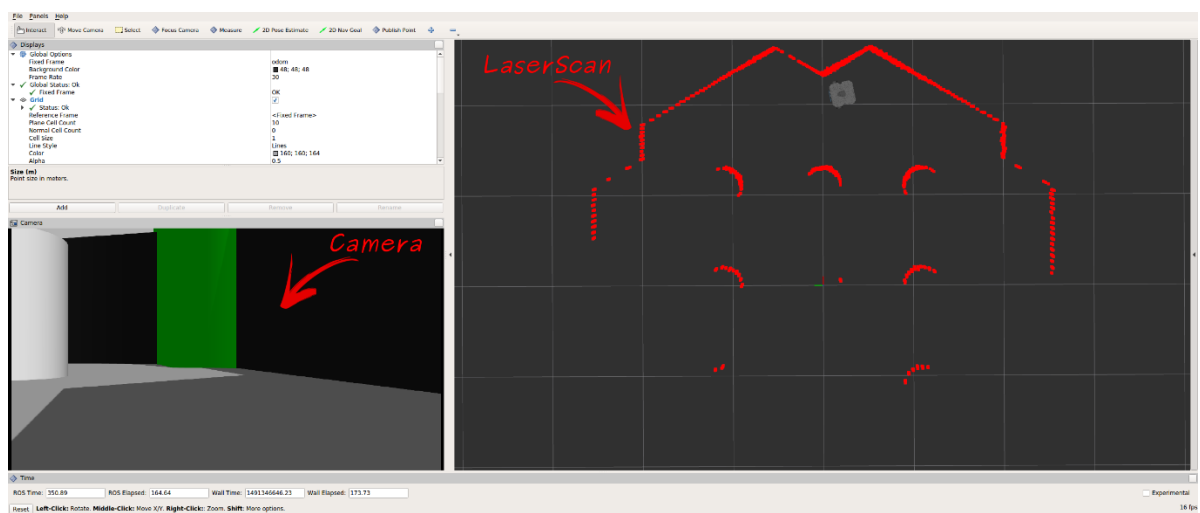 File Panels Help
Interact Move Camera Select Focus Camera Measure 2D Pose Estimate 2D Nav Goal Publish Point
Displays
Global Options
Fixed Frame odom
Background Color 48; 48; 48
Frame Rate 30
Global Status: Ok
Fixed Frame OK
Grid
Status: Ok
Reference Frame <Fixed Frame>
Plane Cell Count 10
Normal Cell Count 0
Cell Size 1
Line Style Lines
Color 160; 160; 164
Alpha 0.5
Size (m)
Point size in meters.
Add Duplicate Remove Rename
Camera
Camera
LaserScan
Time
ROS Time: 350.89 ROS Elapsed: 164.64 Wall Time: 1491346646.23 Wall Elapsed: 173.73 Experimental
Reset Left-Click: Rotate. Middle-Click: Move X/Y. Right-Click: Zoom. Shift: More options. 16 fps